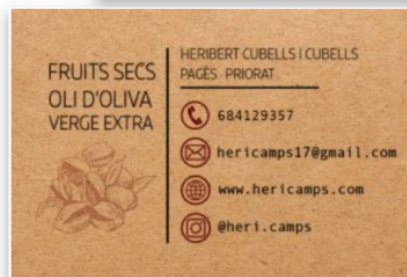 FRUITS SECS
OLI D'OLIVA
VERGE EXTRA
HERIBERT CUBELLS I CUBELLS
PAGÈS · PRIORAT
684129357
hericamps17@gmail.com
www.hericamps.com
@heri.camps